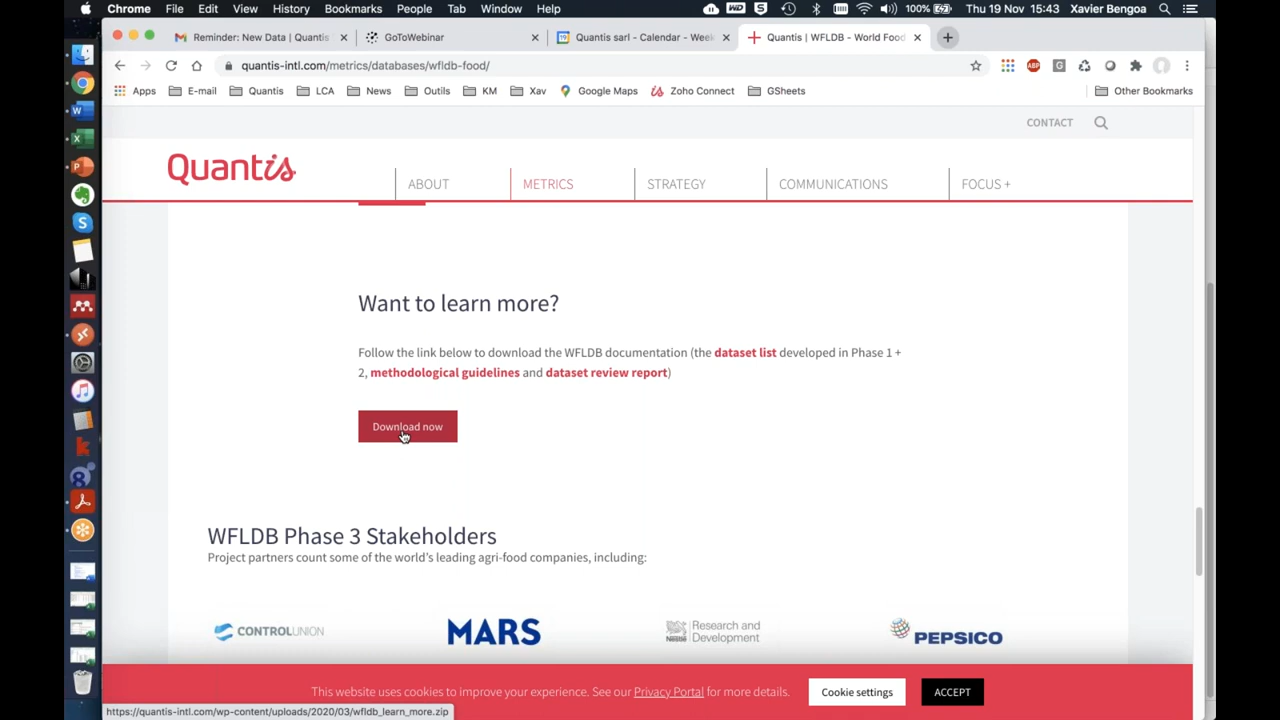 Chrome File Edit View History Bookmarks People Tab Window Help 100% Thu 19 Nov 15:43 Xavier Bengoa
Reminder: New Data | Quantis GoToWebinar Quantis sarl - Calendar - Week Quantis | WFLDB - World Food
quantis-intl.com/metrics/databases/wfldb-food/
Apps E-mail Quantis LCA News Outils KM Xav Google Maps Zoho Connect GSheets Other Bookmarks
CONTACT
Quantis
ABOUT METRICS STRATEGY COMMUNICATIONS FOCUS +
Want to learn more?
Follow the link below to download the WFLDB documentation (the dataset list developed in Phase 1 +
2, methodological guidelines and dataset review report)
Download now
WFLDB Phase 3 Stakeholders
Project partners count some of the world's leading agri-food companies, including:
CONTROLUNION MARS Nestlé Research and Development PEPSICO
This website uses cookies to improve your experience. See our Privacy Portal for more details. Cookie settings ACCEPT
https://quantis-intl.com/wp-content/uploads/2020/03/wfldb_learn_more.zip